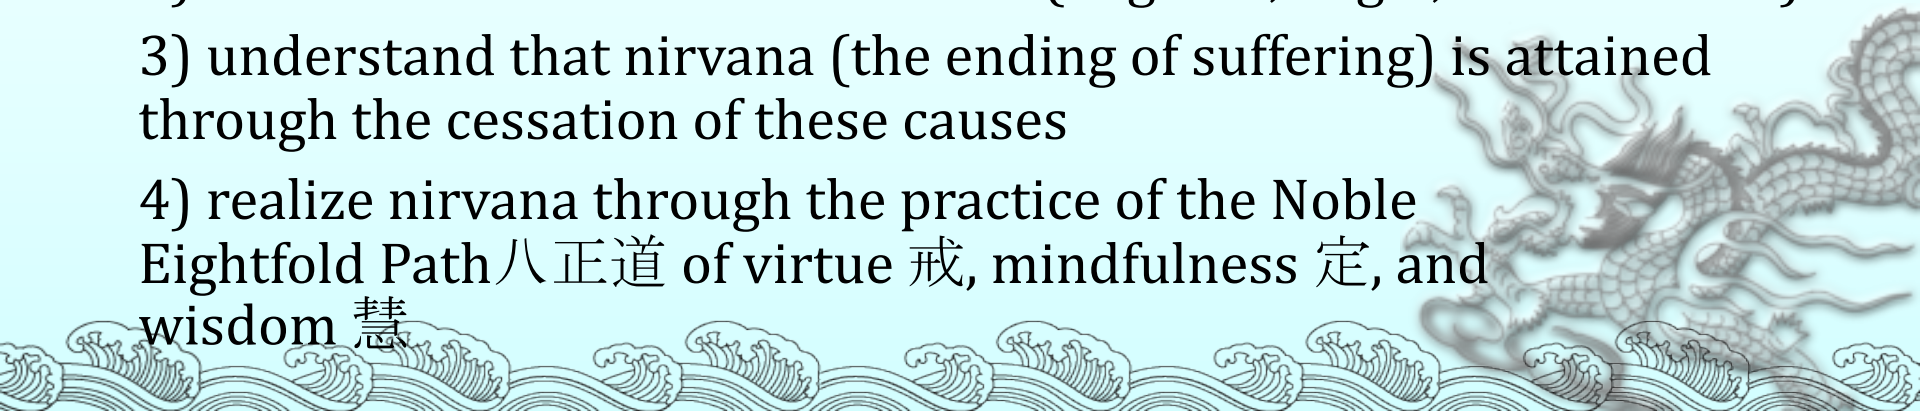 3) understand that nirvana (the ending of suffering) is attained
through the cessation of these causes
4) realize nirvana through the practice of the Noble
Eightfold Path八正道 of virtue 戒, mindfulness 定, and
wisdom 慧